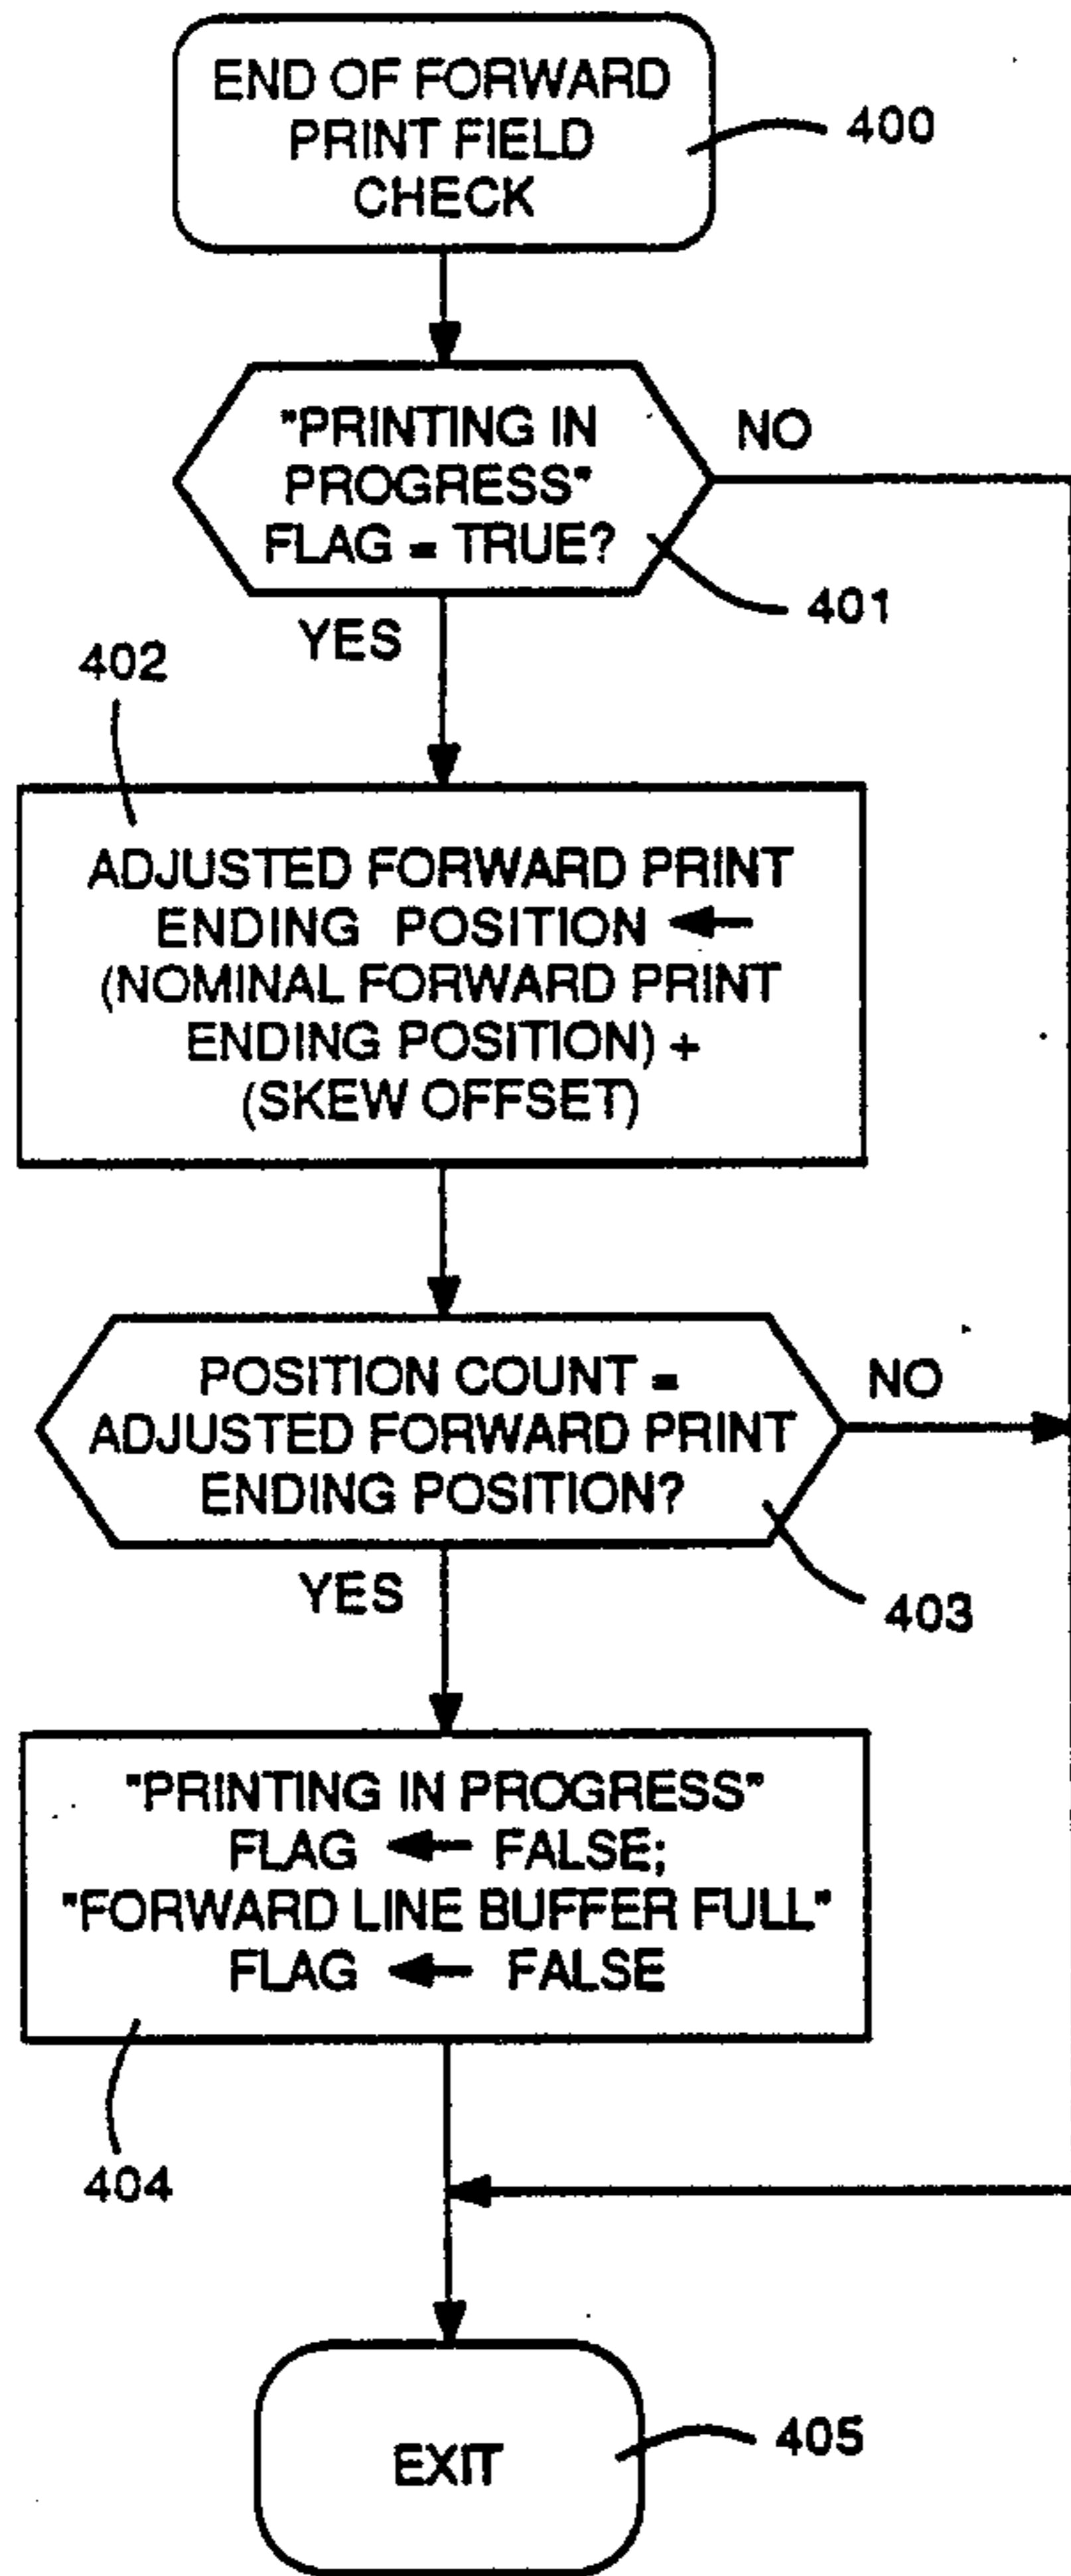 END OF FORWARD
PRINT FIELD
CHECK
400
"PRINTING IN
PROGRESS"
FLAG = TRUE?
NO
401
YES
402
ADJUSTED FORWARD PRINT
ENDING POSITION ←
(NOMINAL FORWARD PRINT
ENDING POSITION) +
(SKEW OFFSET)
POSITION COUNT =
ADJUSTED FORWARD PRINT
ENDING POSITION?
NO
403
YES
"PRINTING IN PROGRESS"
FLAG ← FALSE;
"FORWARD LINE BUFFER FULL"
FLAG ← FALSE
404
EXIT
405